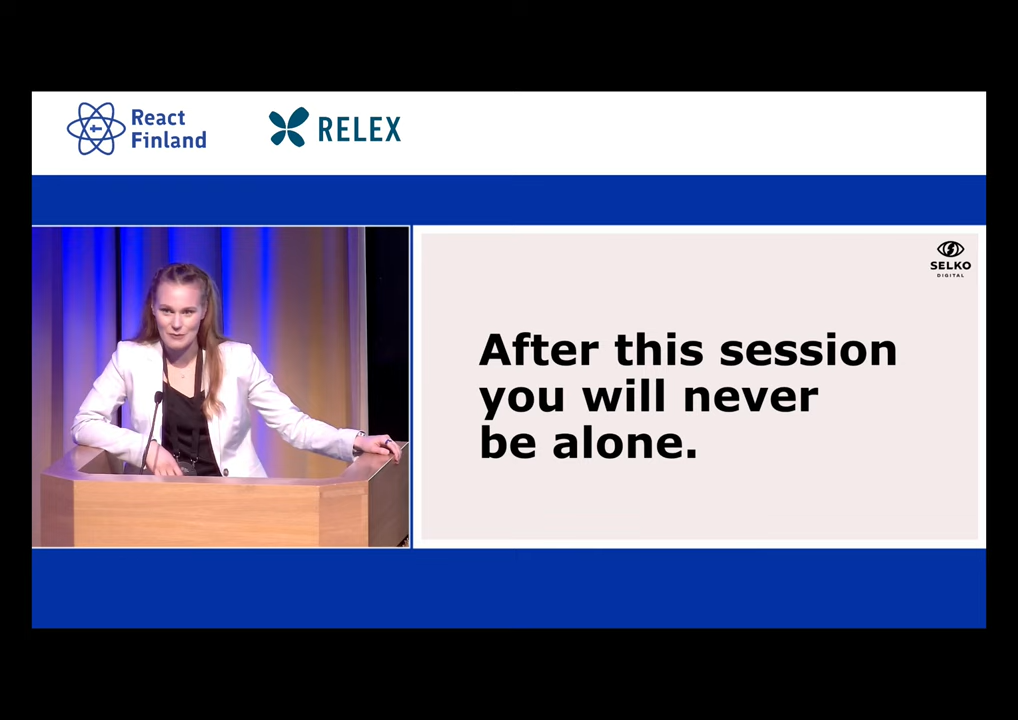 React
Finland
RELEX
SELKO
DIGITAL
After this session
you will never
be alone.